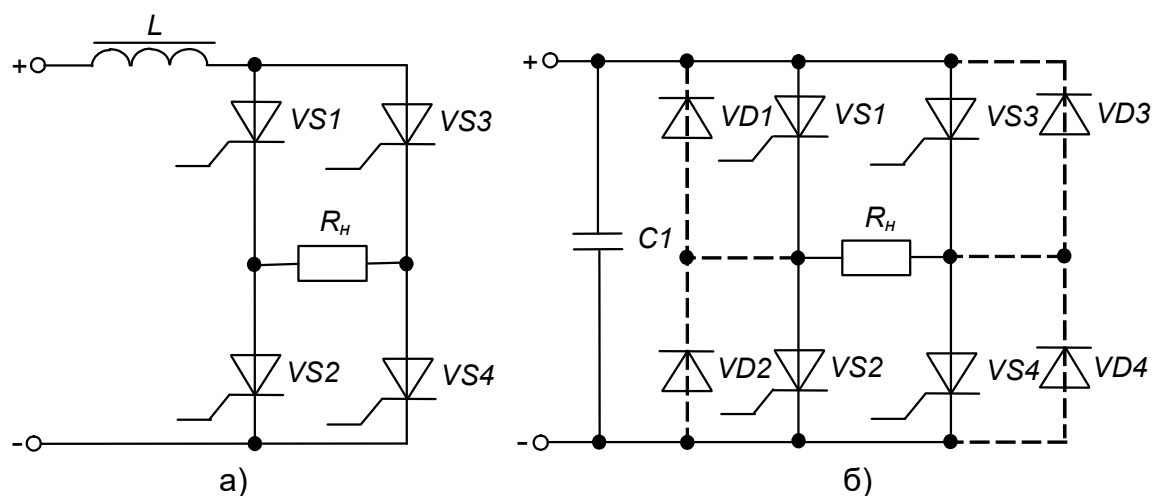 L
+
VS1
VS3
Rн
VS2
VS4
-
а)
+
VD1
VS1
VS3
VD3
C1
Rн
VD2
VS2
VS4
VD4
-
б)